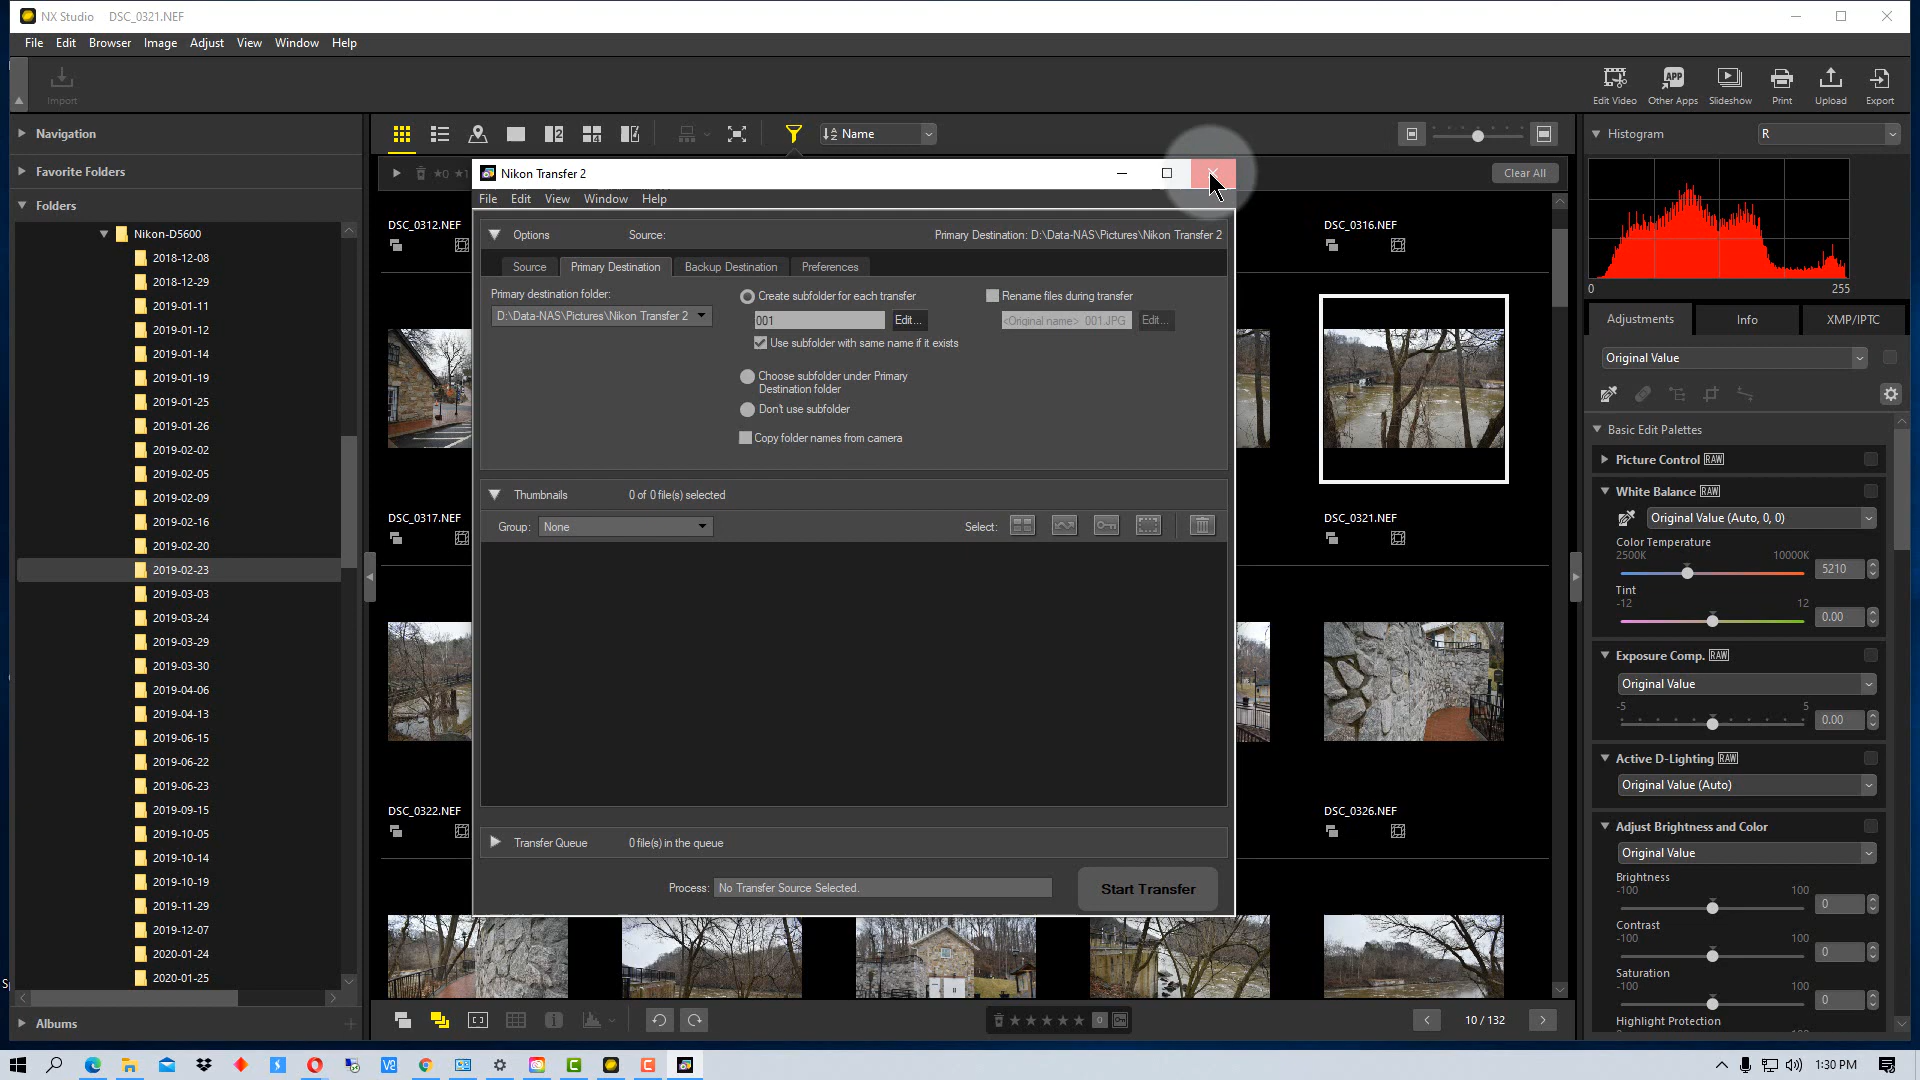 NX Studio DSC_0321.NEF
File Edit Browser Image Adjust View Window Help
Import
Edit Video Other Apps Slideshow Print Upload Export
Navigation
Favorite Folders
Folders
Nikon-D5600
2018-12-08
2018-12-29
2019-01-11
2019-01-12
2019-01-14
2019-01-19
2019-01-25
2019-01-26
2019-02-02
2019-02-05
2019-02-09
2019-02-16
2019-02-20
2019-02-23
2019-03-03
2019-03-24
2019-03-29
2019-03-30
2019-04-06
2019-04-13
2019-06-15
2019-06-22
2019-06-23
2019-09-15
2019-10-05
2019-10-14
2019-10-19
2019-11-29
2019-12-07
2020-01-24
2020-01-25
Albums
Name
Clear All
DSC_0312.NEF
DSC_0316.NEF
DSC_0317.NEF
DSC_0321.NEF
DSC_0322.NEF
DSC_0326.NEF
Nikon Transfer 2
File Edit View Window Help
Options Source: Primary Destination: D:\Data-NAS\Pictures\Nikon Transfer 2
Source Primary Destination Backup Destination Preferences
Primary destination folder:
D:\Data-NAS\Pictures\Nikon Transfer 2
Create subfolder for each transfer
001 Edit...
Use subfolder with same name if it exists
Choose subfolder under Primary
Destination folder
Don't use subfolder
Copy folder names from camera
Rename files during transfer
<Original name> 001.JPG Edit...
Thumbnails 0 of 0 file(s) selected
Group: None Select:
Transfer Queue 0 file(s) in the queue
Process: No Transfer Source Selected.
Start Transfer
10 / 132
Histogram R
0 255
Adjustments Info XMP/IPTC
Original Value
Basic Edit Palettes
Picture Control RAW
White Balance RAW
Original Value (Auto, 0, 0)
Color Temperature
2500K 10000K
5210
Tint
-12 12
0.00
Exposure Comp. RAW
Original Value
-5 5
0.00
Active D-Lighting RAW
Original Value (Auto)
Adjust Brightness and Color
Original Value
Brightness
-100 100
0
Contrast
-100 100
0
Saturation
-100 100
0
Highlight Protection
1:30 PM